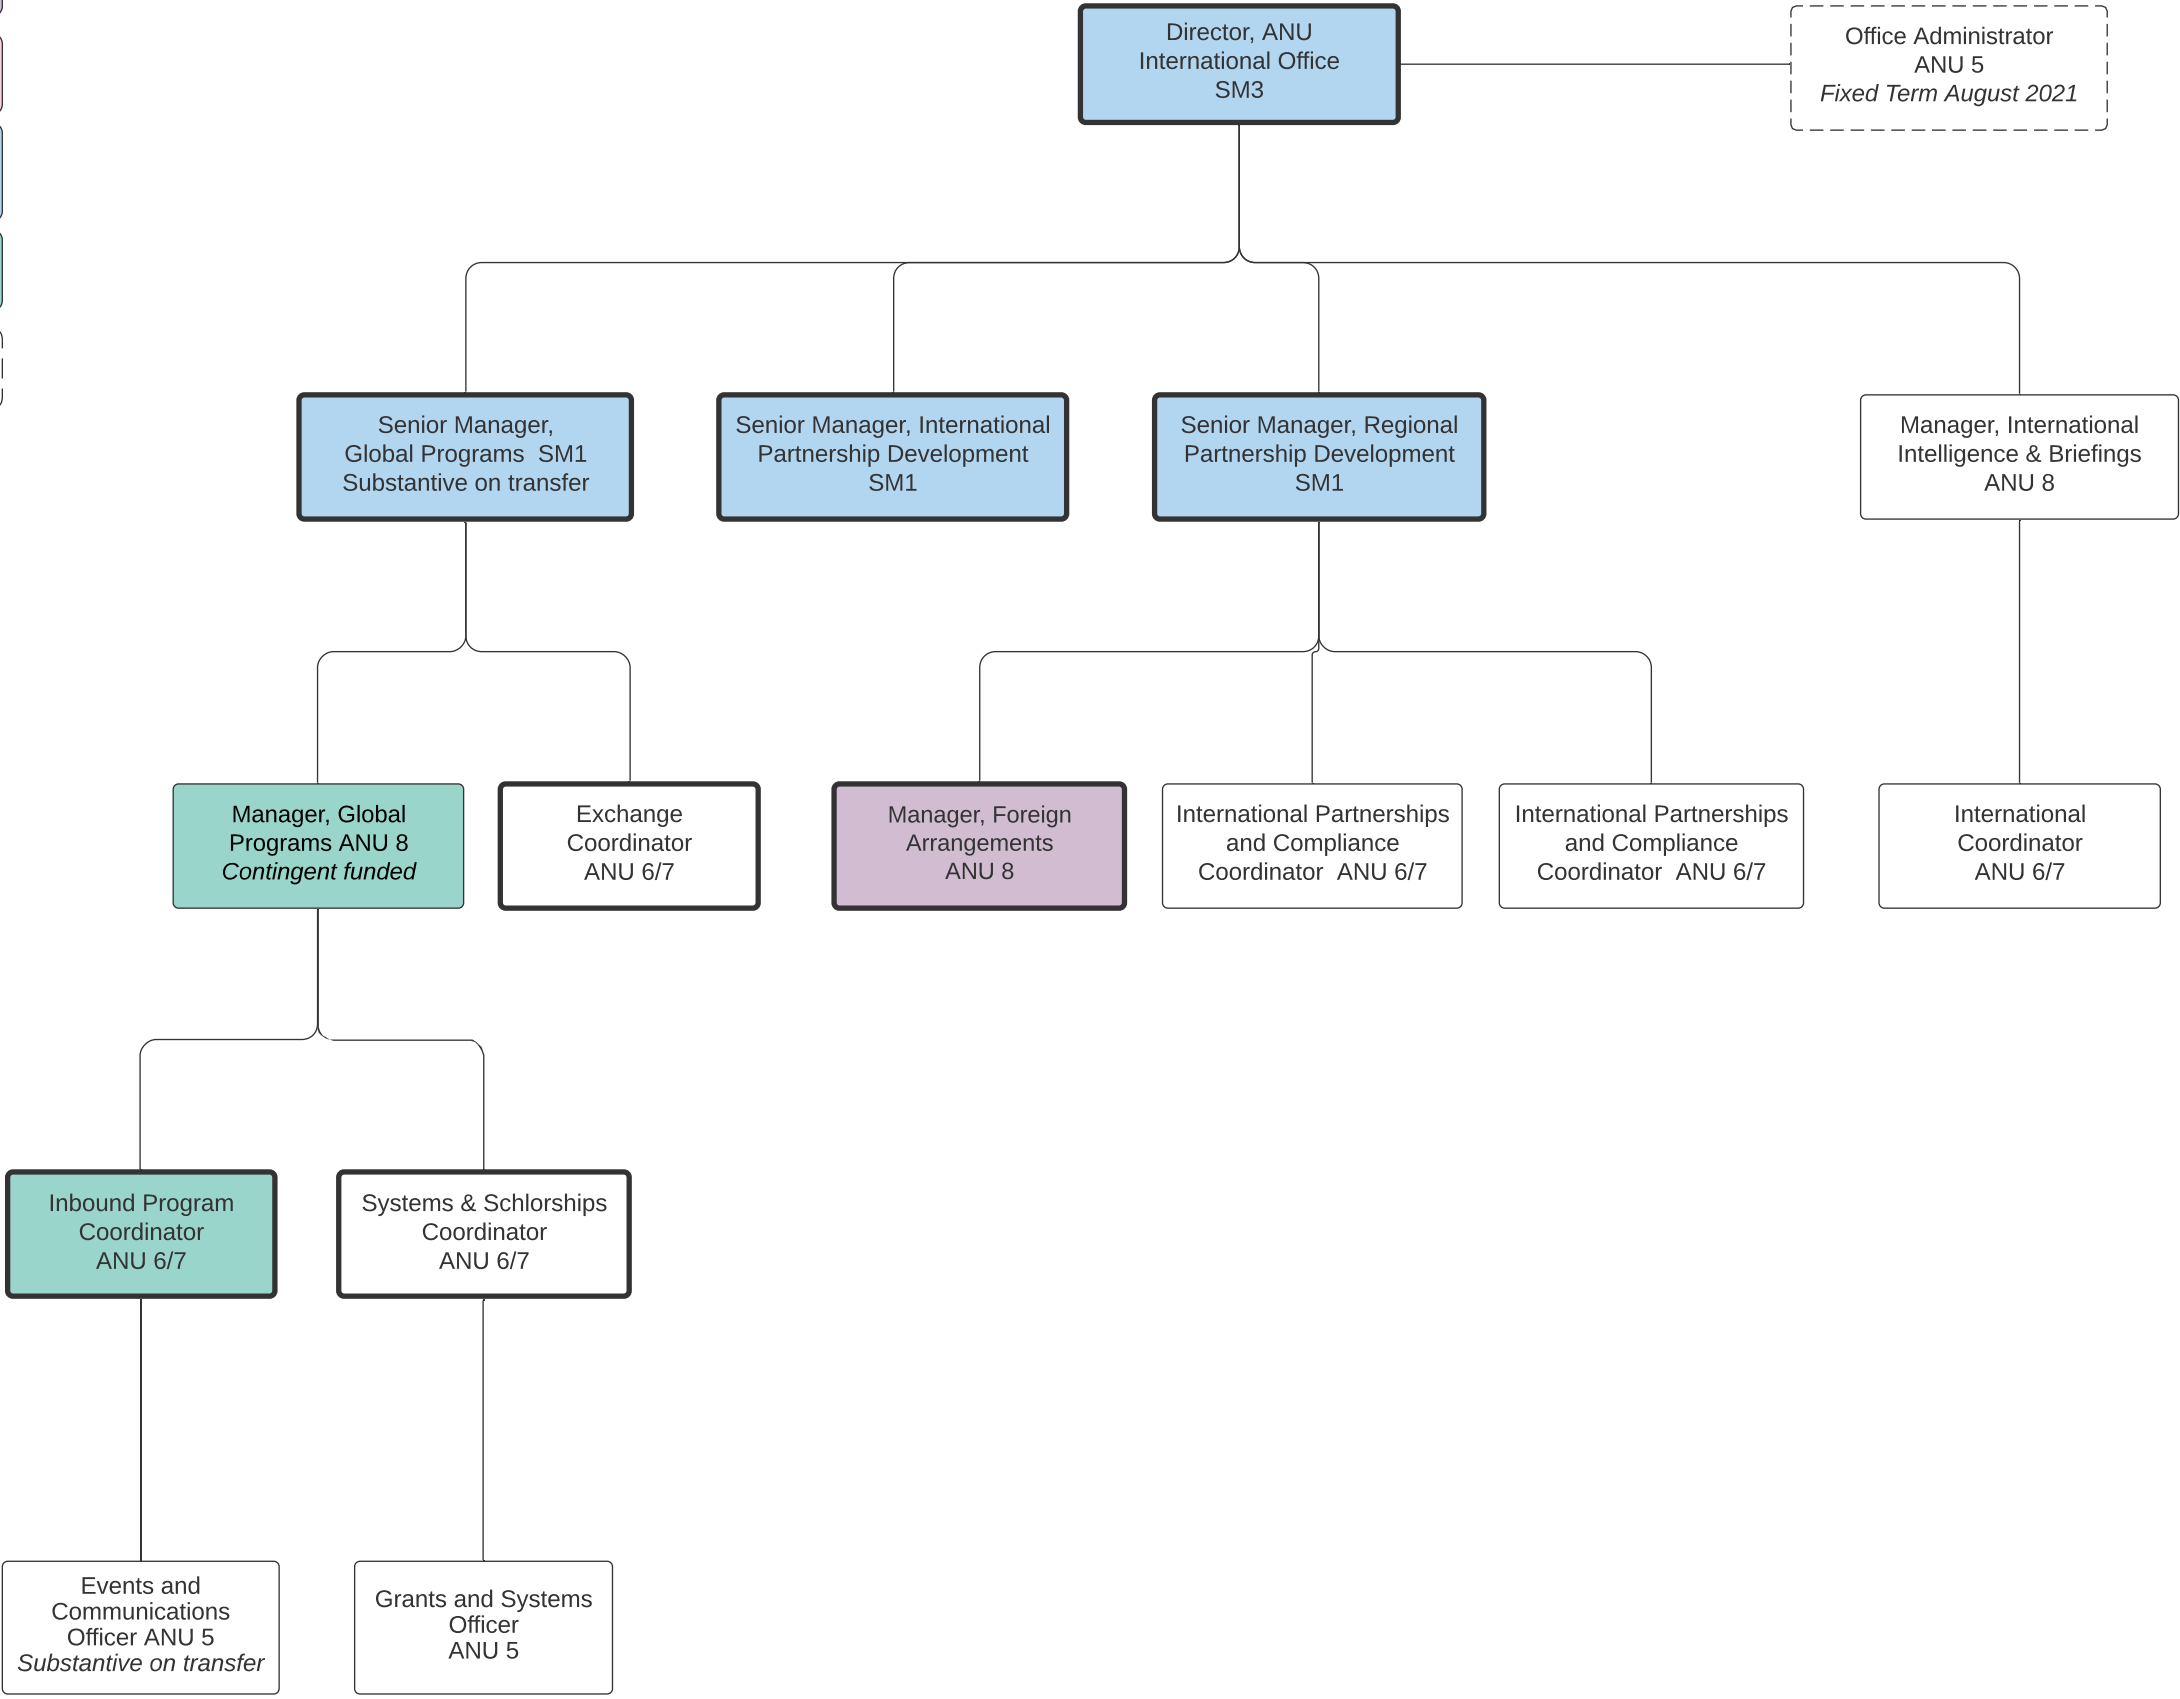 Director, ANU
International Office
SM3
Office Administrator
ANU 5
Fixed Term August 2021
Senior Manager,
Global Programs  SM1
Substantive on transfer
Senior Manager, International
Partnership Development
SM1
Senior Manager, Regional
Partnership Development
SM1
Manager, International
Intelligence & Briefings
ANU 8
Manager, Global
Programs ANU 8
Contingent funded
Exchange
Coordinator
ANU 6/7
Manager, Foreign
Arrangements
ANU 8
International Partnerships
and Compliance
Coordinator  ANU 6/7
International Partnerships
and Compliance
Coordinator  ANU 6/7
International
Coordinator
ANU 6/7
Inbound Program
Coordinator
ANU 6/7
Systems & Schlorships
Coordinator
ANU 6/7
Events and
Communications
Officer ANU 5
Substantive on transfer
Grants and Systems
Officer
ANU 5